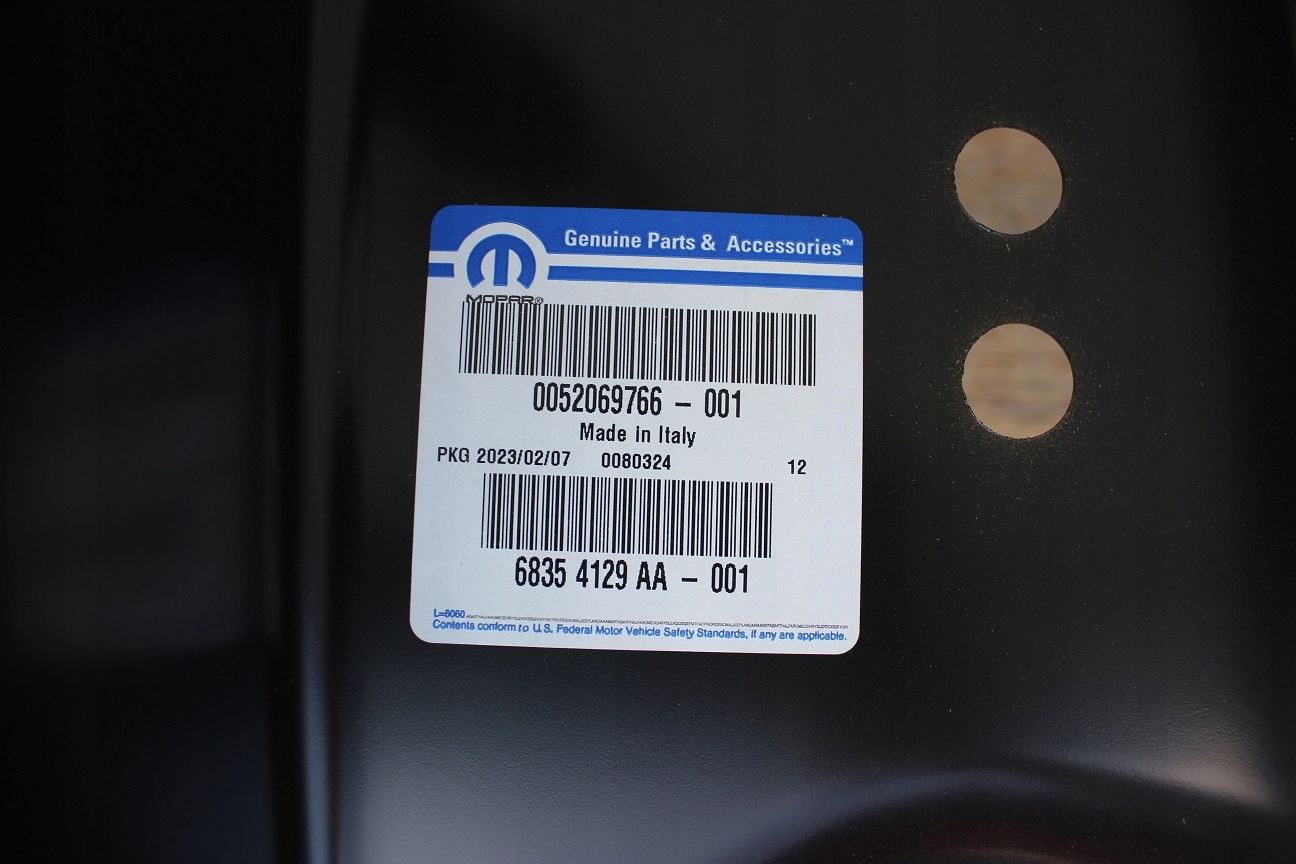 Genuine Parts & Accessories™
MOPAR®
0052069766 – 001
Made in Italy
PKG 2023/02/07 0080324 12
6835 4129 AA – 001
L=6060
Contents conform to U.S. Federal Motor Vehicle Safety Standards, if any are applicable.